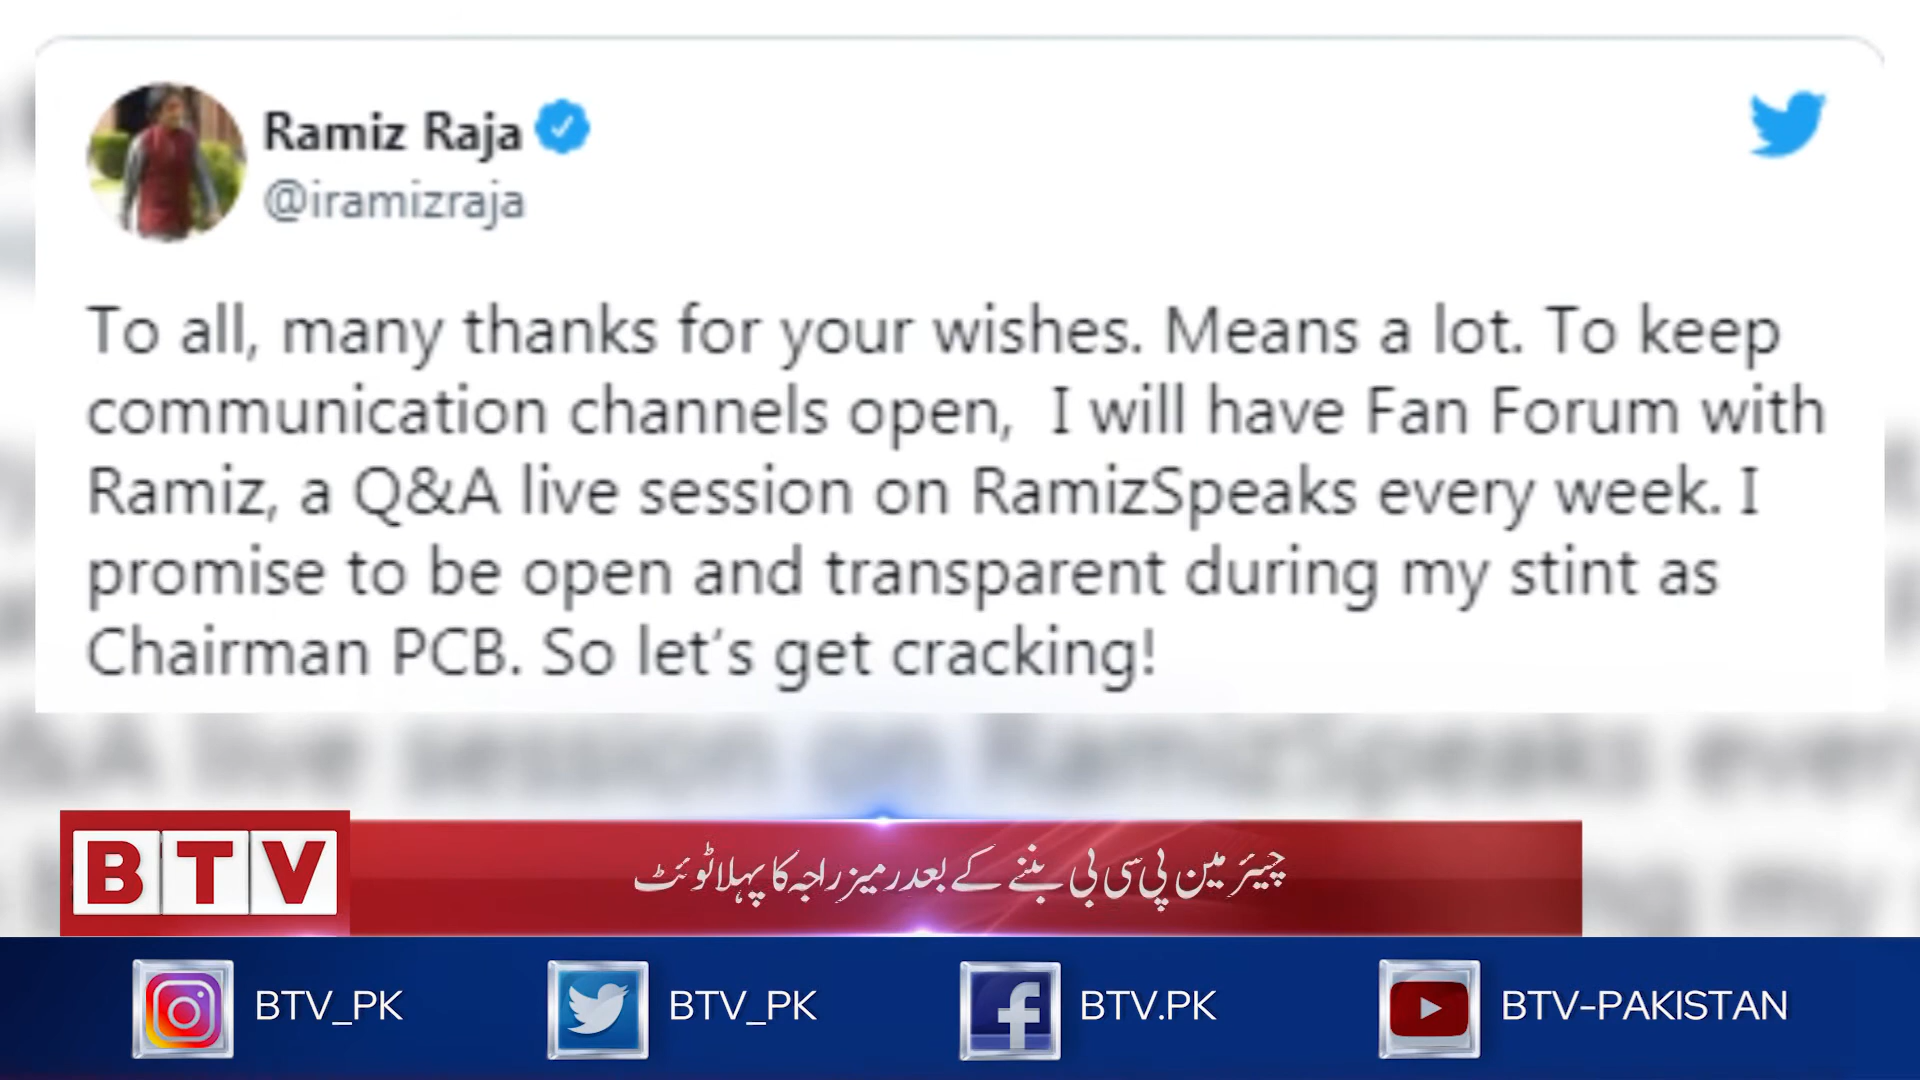 Ramiz Raja
@iramizraja
To all, many thanks for your wishes. Means a lot. To keep
communication channels open, I will have Fan Forum with
Ramiz, a Q&A live session on RamizSpeaks every week. I
promise to be open and transparent during my stint as
Chairman PCB. So let's get cracking!
BTV
چیئر مین پی سی بی بننے کے بعد رمیز راجہ کا پہلا ٹوئٹ
BTV_PK
BTV_PK
BTV.PK
BTV-PAKISTAN